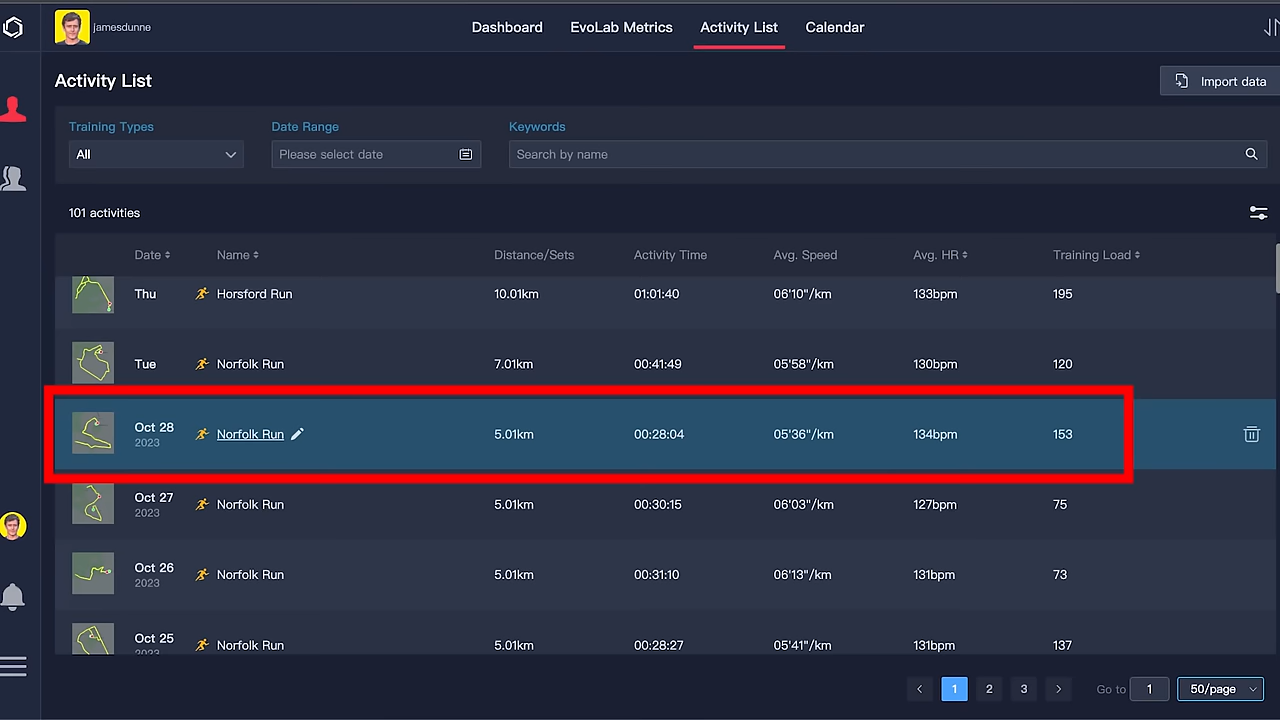 jamesdunne
Dashboard EvoLab Metrics Activity List Calendar
Activity List
Import data
Training Types Date Range Keywords
All Please select date Search by name
101 activities
Date Name Distance/Sets Activity Time Avg. Speed Avg. HR Training Load
Thu Horsford Run 10.01km 01:01:40 06'10"/km 133bpm 195
Tue Norfolk Run 7.01km 00:41:49 05'58"/km 130bpm 120
Oct 28 Norfolk Run 5.01km 00:28:04 05'36"/km 134bpm 153
2023
Oct 27 Norfolk Run 5.01km 00:30:15 06'03"/km 127bpm 75
2023
Oct 26 Norfolk Run 5.01km 00:31:10 06'13"/km 131bpm 73
2023
Oct 25 Norfolk Run 5.01km 00:28:27 05'41"/km 131bpm 137
2023
1 2 3 Go to 1 50/page